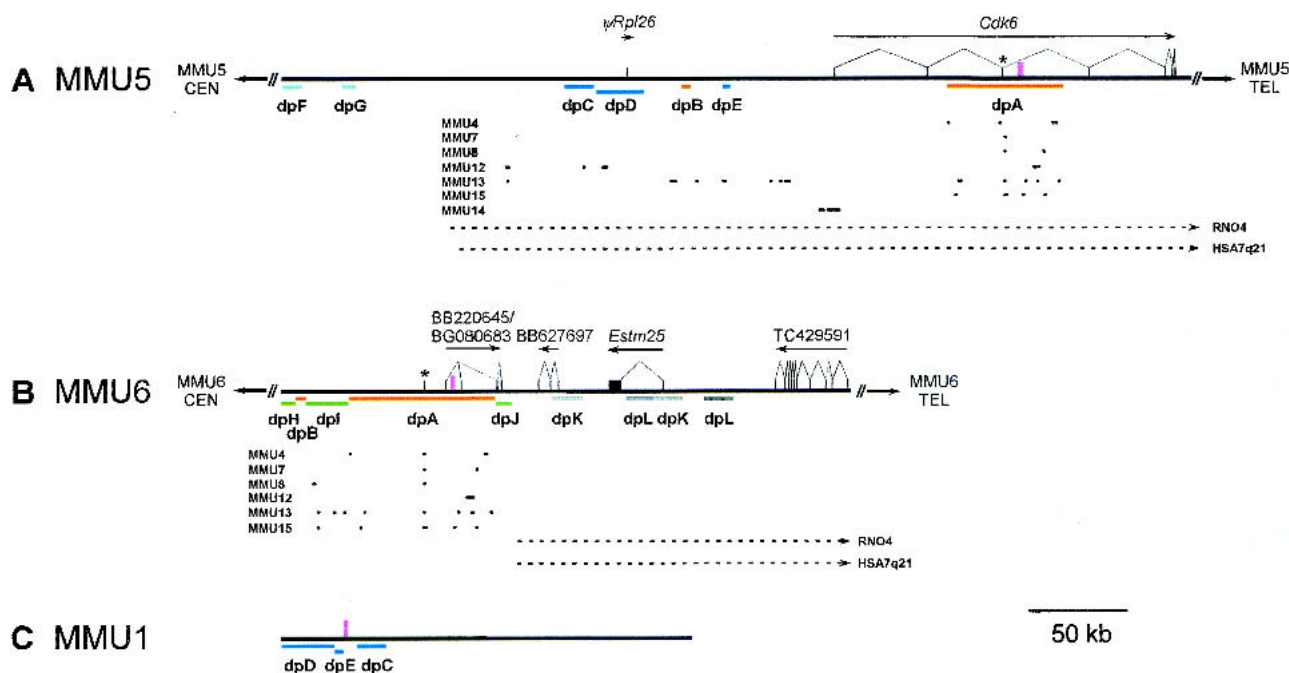 ψRpl26 Cdk6
*
A MMU5 MMU5 CEN // // MMU5 TEL
dpF dpG dpC dpD dpB dpE dpA
MMU4
MMU7
MMU8
MMU12
MMU13
MMU15
MMU14
RNO4
HSA7q21
BB220645/
BG080683 BB627697 Estm25 TC429591
*
B MMU6 MMU6 CEN // // MMU6 TEL
dpH dpB dpI dpA dpJ dpK dpL dpK dpL
MMU4
MMU7
MMU8
MMU12
MMU13
MMU15
RNO4
HSA7q21
C MMU1
dpD dpE dpC
50 kb